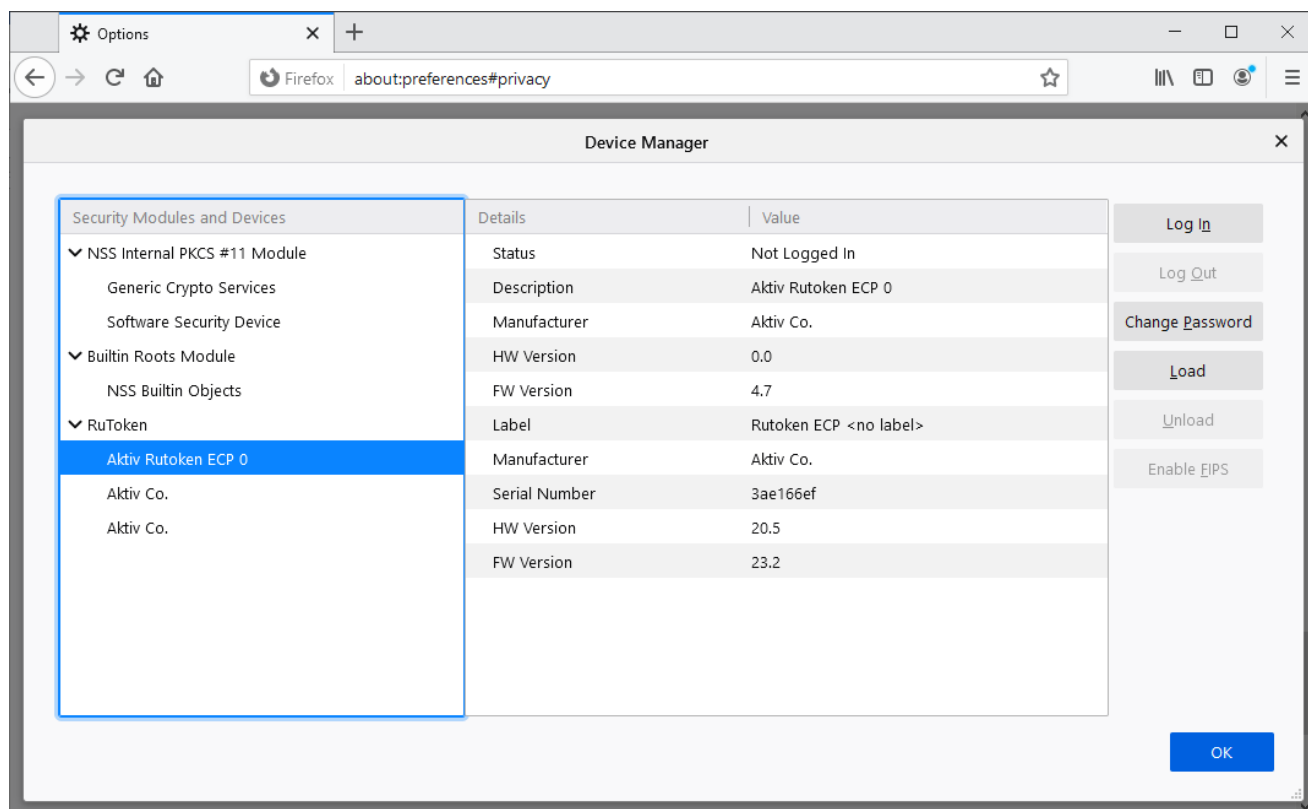 Options
Firefox about:preferences#privacy
Device Manager
Security Modules and Devices
NSS Internal PKCS #11 Module
Generic Crypto Services
Software Security Device
Builtin Roots Module
NSS Builtin Objects
RuToken
Aktiv Rutoken ECP 0
Aktiv Co.
Aktiv Co.
Details Value
Status Not Logged In
Description Aktiv Rutoken ECP 0
Manufacturer Aktiv Co.
HW Version 0.0
FW Version 4.7
Label Rutoken ECP <no label>
Manufacturer Aktiv Co.
Serial Number 3ae166ef
HW Version 20.5
FW Version 23.2
Log In
Log Out
Change Password
Load
Unload
Enable FIPS
OK